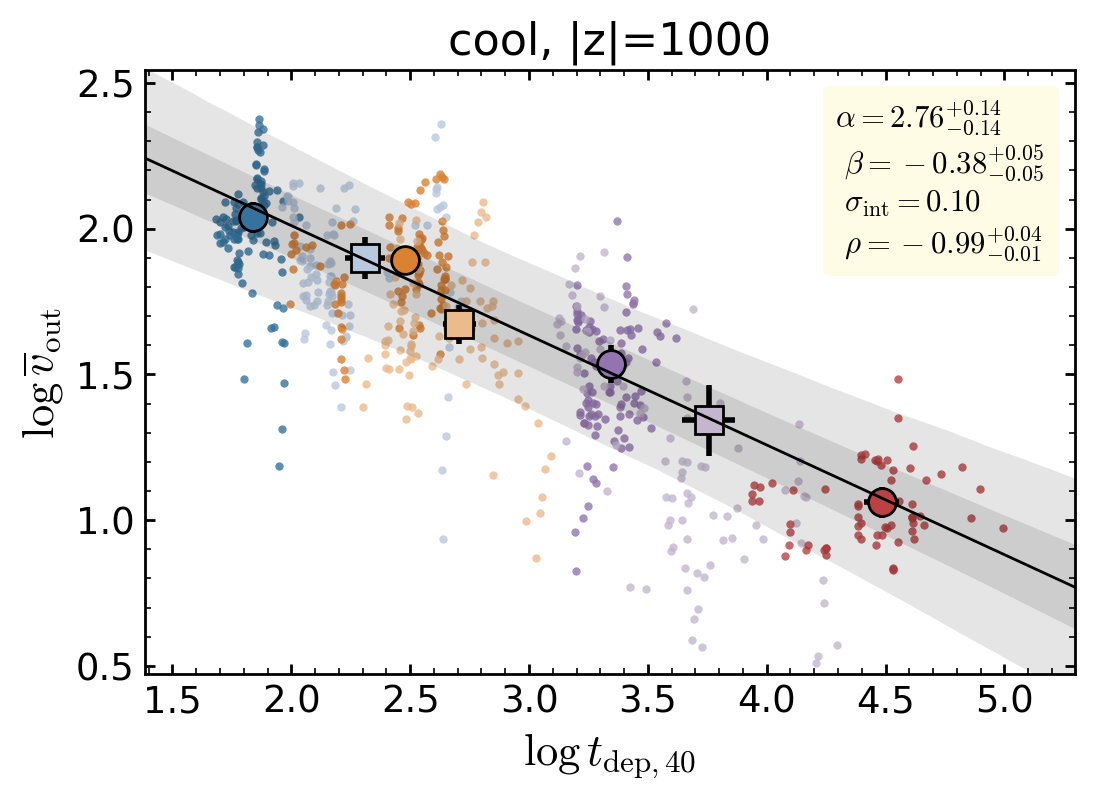 cool, |z|=1000
2.5
2.0
1.5
1.0
0.5
log v̅_out
α = 2.76^{+0.14}_{−0.14}
β = −0.38^{+0.05}_{−0.05}
σ_int = 0.10
ρ = −0.99^{+0.04}_{−0.01}
1.5 2.0 2.5 3.0 3.5 4.0 4.5 5.0
log t_{dep, 40}